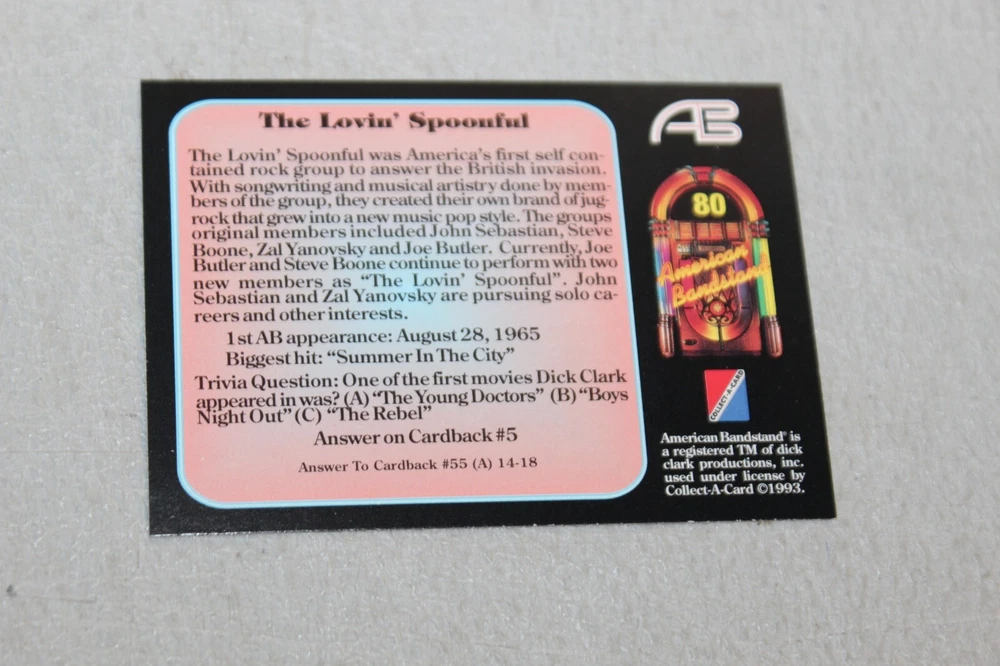 The Lovin' Spoonful
The Lovin' Spoonful was America's first self con-
tained rock group to answer the British invasion.
With songwriting and musical artistry done by mem-
bers of the group, they created their own brand of jug-
rock that grew into a new music pop style. The groups
original members included John Sebastian, Steve
Boone, Zal Yanovsky and Joe Butler. Currently, Joe
Butler and Steve Boone continue to perform with two
new members as "The Lovin' Spoonful". John
Sebastian and Zal Yanovsky are pursuing solo ca-
reers and other interests.
1st AB appearance: August 28, 1965
Biggest hit: "Summer In The City"
Trivia Question: One of the first movies Dick Clark
appeared in was? (A) "The Young Doctors" (B) "Boys
Night Out" (C) "The Rebel"
Answer on Cardback #5
Answer To Cardback #55 (A) 14-18
AB
80
American
Bandstand
COLLECT-A-CARD
American Bandstand® is
a registered TM of dick
clark productions, inc.
used under license by
Collect-A-Card ©1993.